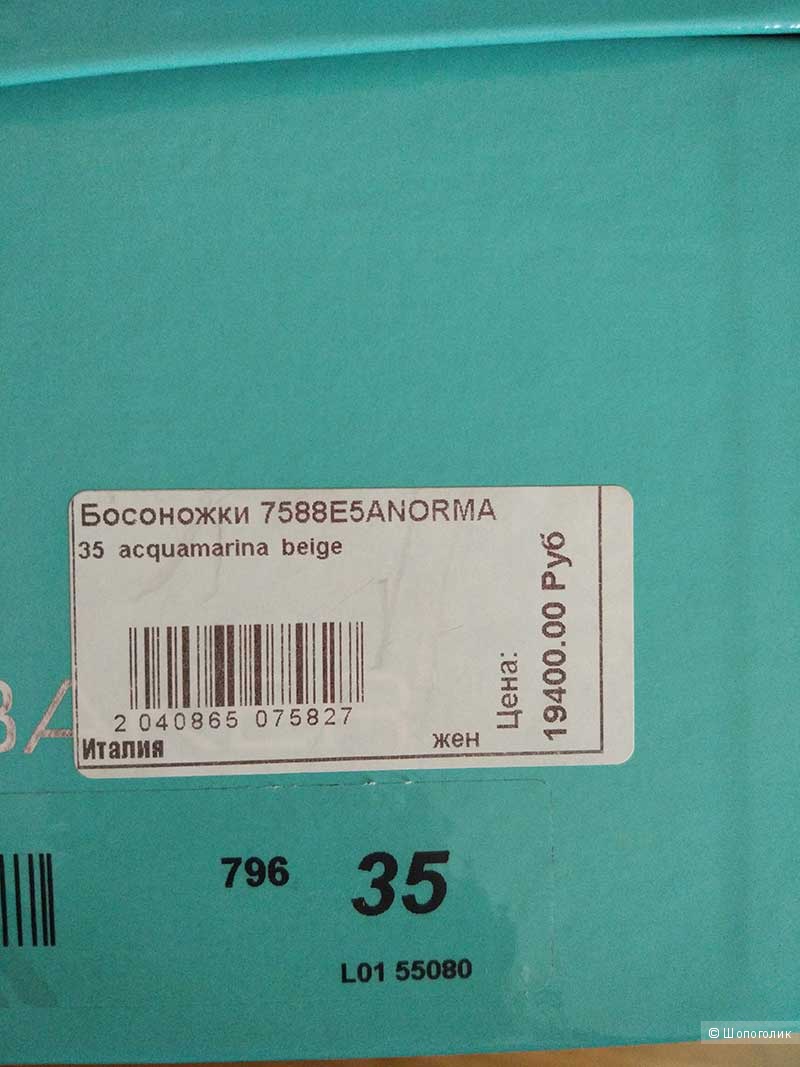 Босоножки 7588E5ANORMA
35 acquamarina beige
2 040865 075827
Италия
жен
Цена:
19400.00 Руб
796 35
L01 55080
© Шопоголик